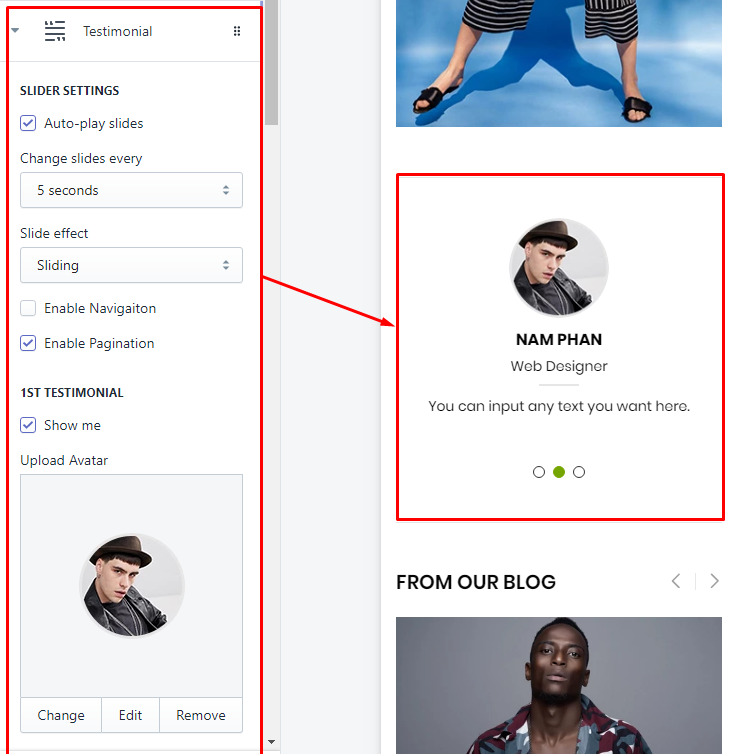 Testimonial
SLIDER SETTINGS
Auto-play slides
Change slides every
5 seconds
Slide effect
Sliding
Enable Navigaiton
Enable Pagination
1ST TESTIMONIAL
Show me
Upload Avatar
Change Edit Remove
NAM PHAN
Web Designer
You can input any text you want here.
FROM OUR BLOG